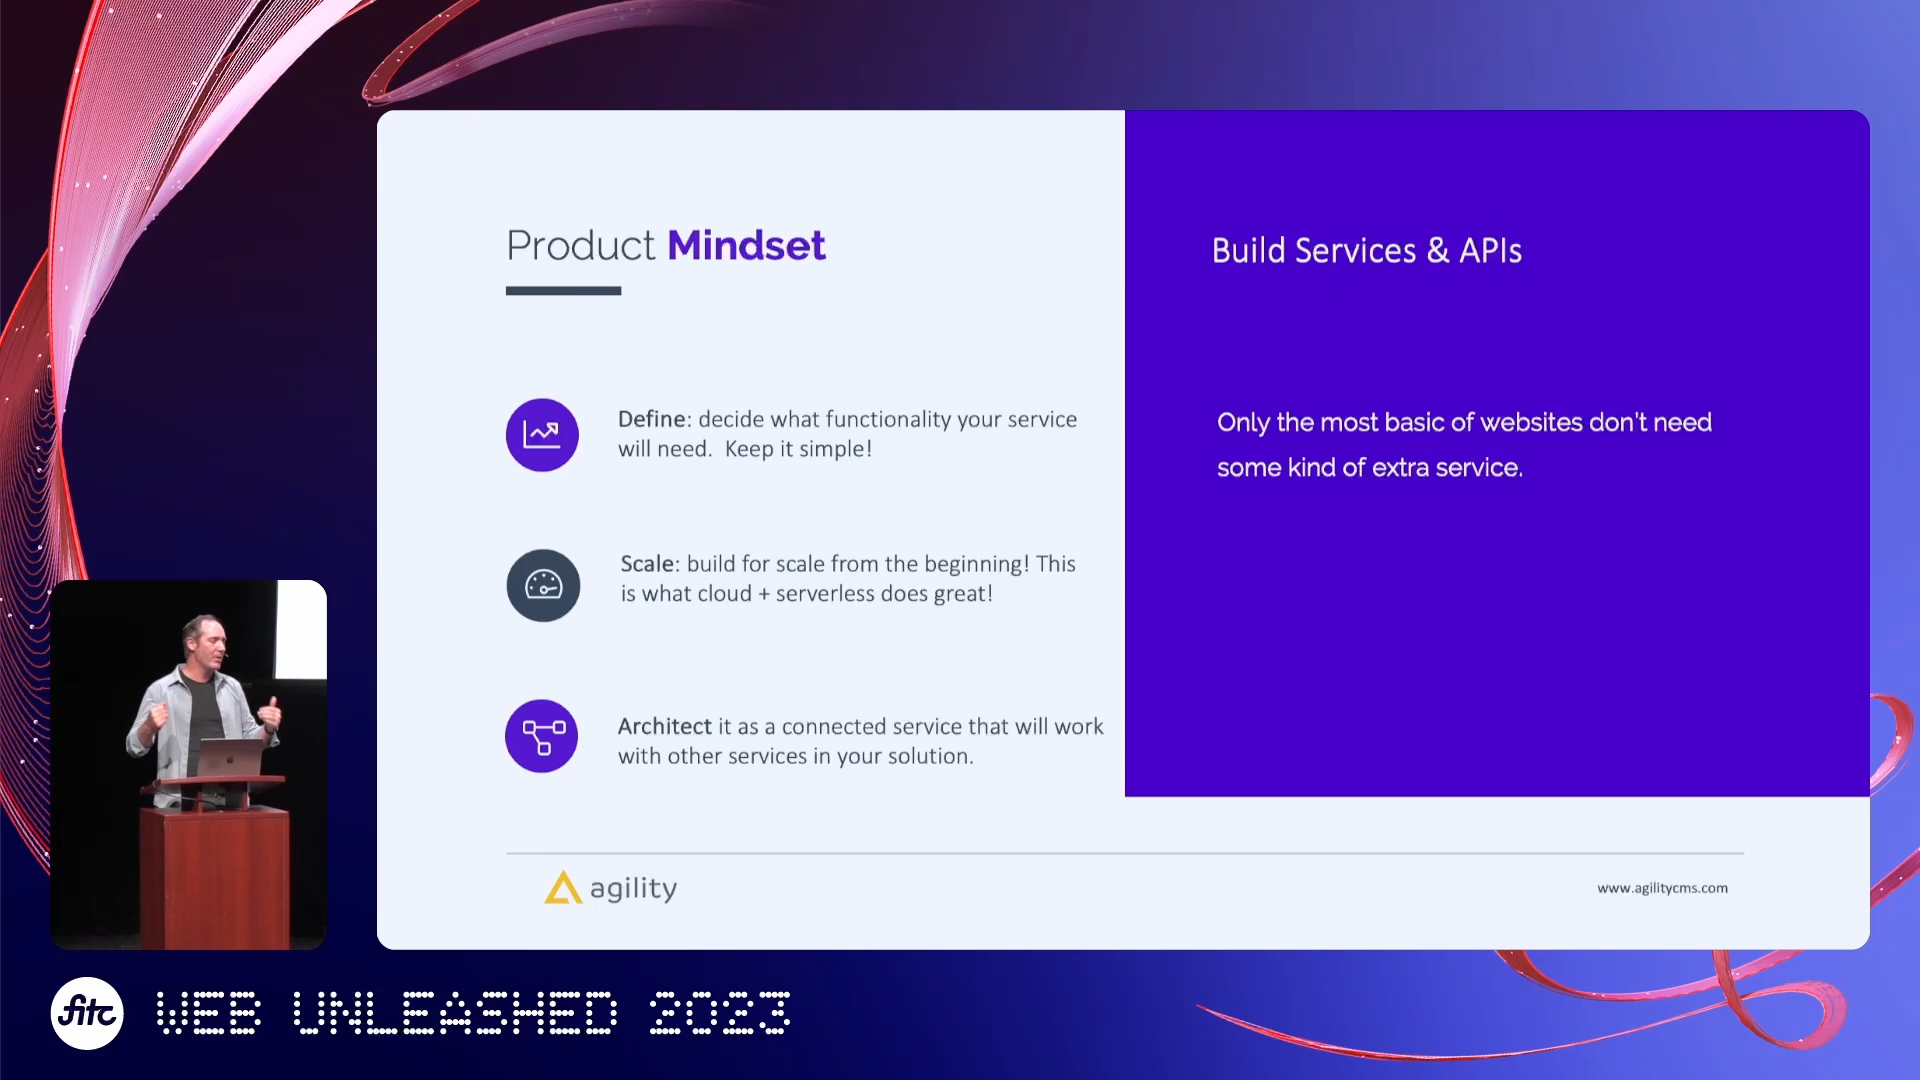 Product Mindset
Define: decide what functionality your service
will need.  Keep it simple!
Scale: build for scale from the beginning! This
is what cloud + serverless does great!
Architect it as a connected service that will work
with other services in your solution.
Build Services & APIs
Only the most basic of websites don't need
some kind of extra service.
agility
www.agilitycms.com
fitc
WEB UNLEASHED 2023